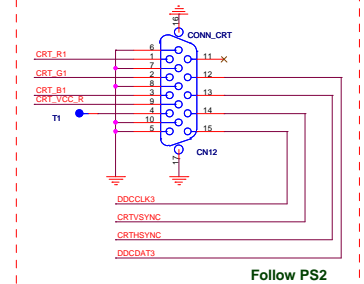 16
CONN_CRT
6
CRT_R1 1 11
7
CRT_G1 2 12
8
CRT_B1 3 13
CRT_VCC_R 9
T1 4 14
10
5 15
17
CN12
DDCCLK3
CRTVSYNC
CRTHSYNC
DDCDAT3
Follow PS2